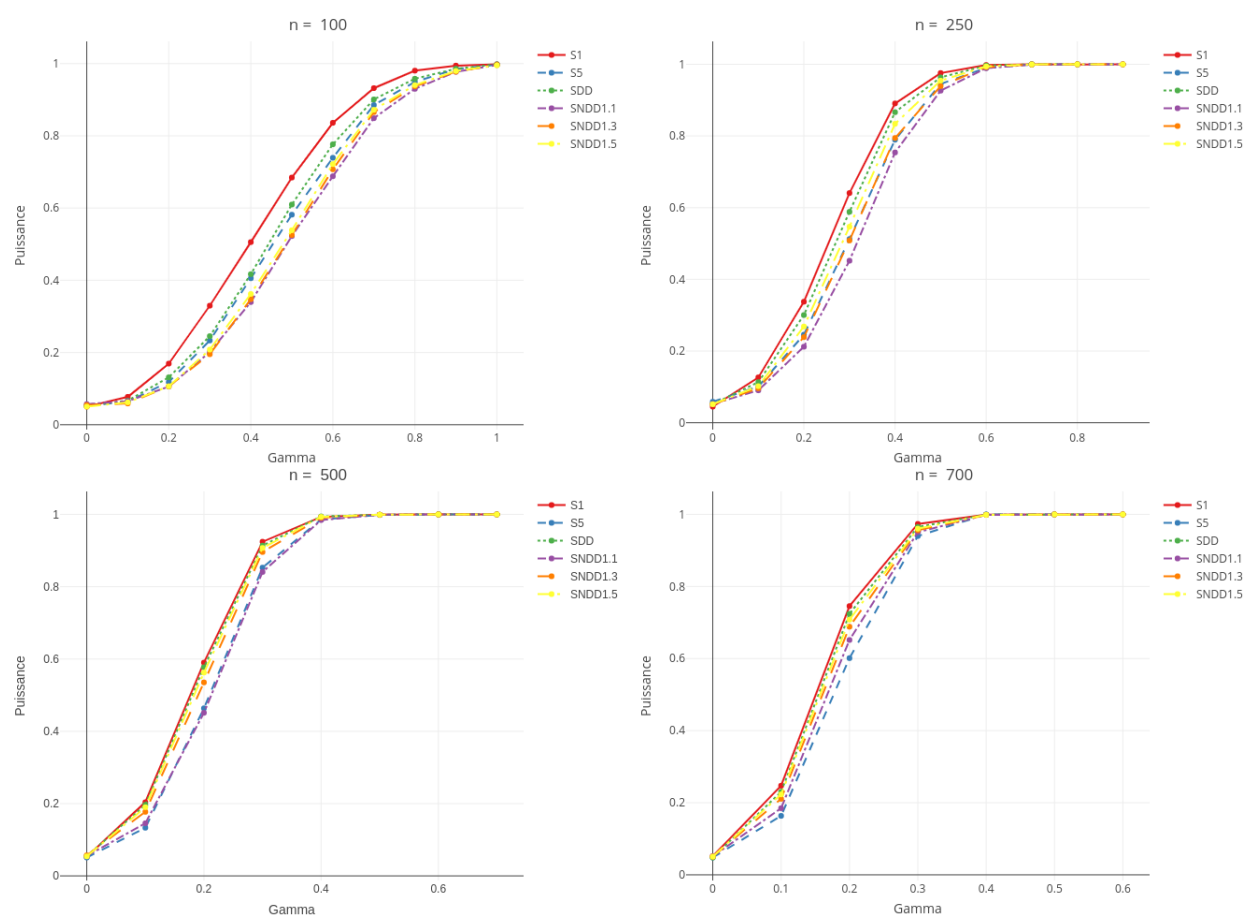 n = 100
1
0.8
0.6
0.4
0.2
0
Puissance
0
0.2
0.4
0.6
0.8
1
Gamma
S1
S5
SDD
SNDD1.1
SNDD1.3
SNDD1.5
n = 250
1
0.8
0.6
0.4
0.2
0
Puissance
0
0.2
0.4
0.6
0.8
Gamma
S1
S5
SDD
SNDD1.1
SNDD1.3
SNDD1.5
n = 500
1
0.8
0.6
0.4
0.2
0
Puissance
0
0.2
0.4
0.6
Gamma
S1
S5
SDD
SNDD1.1
SNDD1.3
SNDD1.5
n = 700
1
0.8
0.6
0.4
0.2
0
Puissance
0
0.1
0.2
0.3
0.4
0.5
0.6
Gamma
S1
S5
SDD
SNDD1.1
SNDD1.3
SNDD1.5